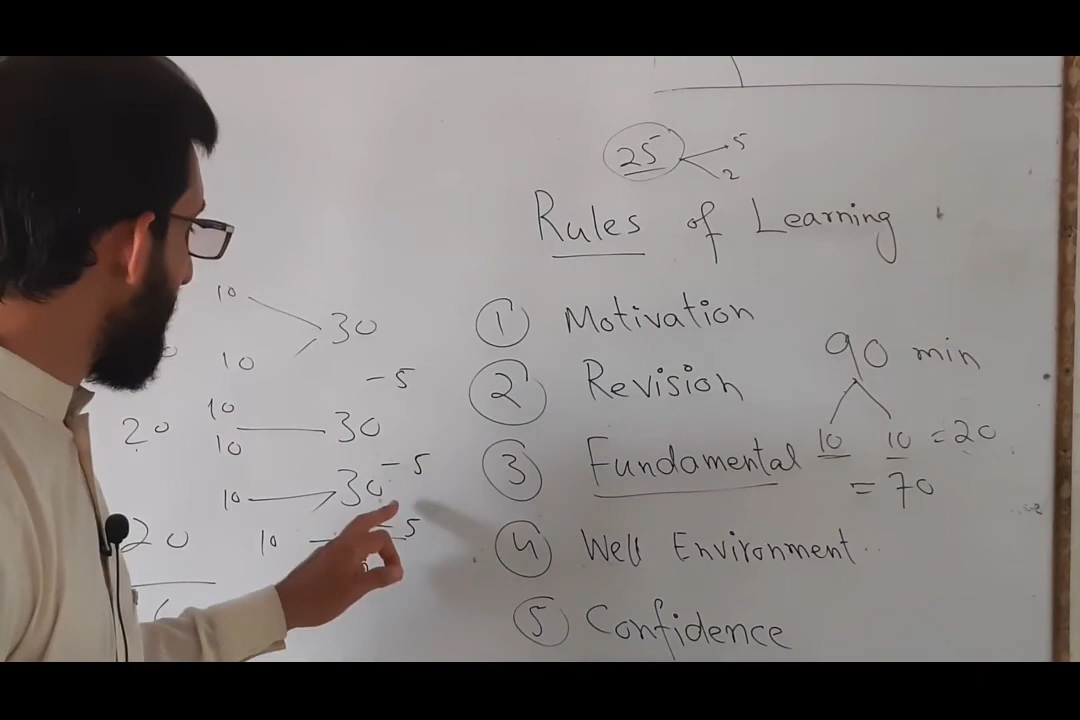 25 5
2
Rules of Learning
① Motivation
② Revision
③ Fundamental
④ Well Environment
⑤ Confidence
90 min
10 10 = 20
= 70
10
10 30
- 5
10
20 10 30
- 5
10 30
20 10 - 5